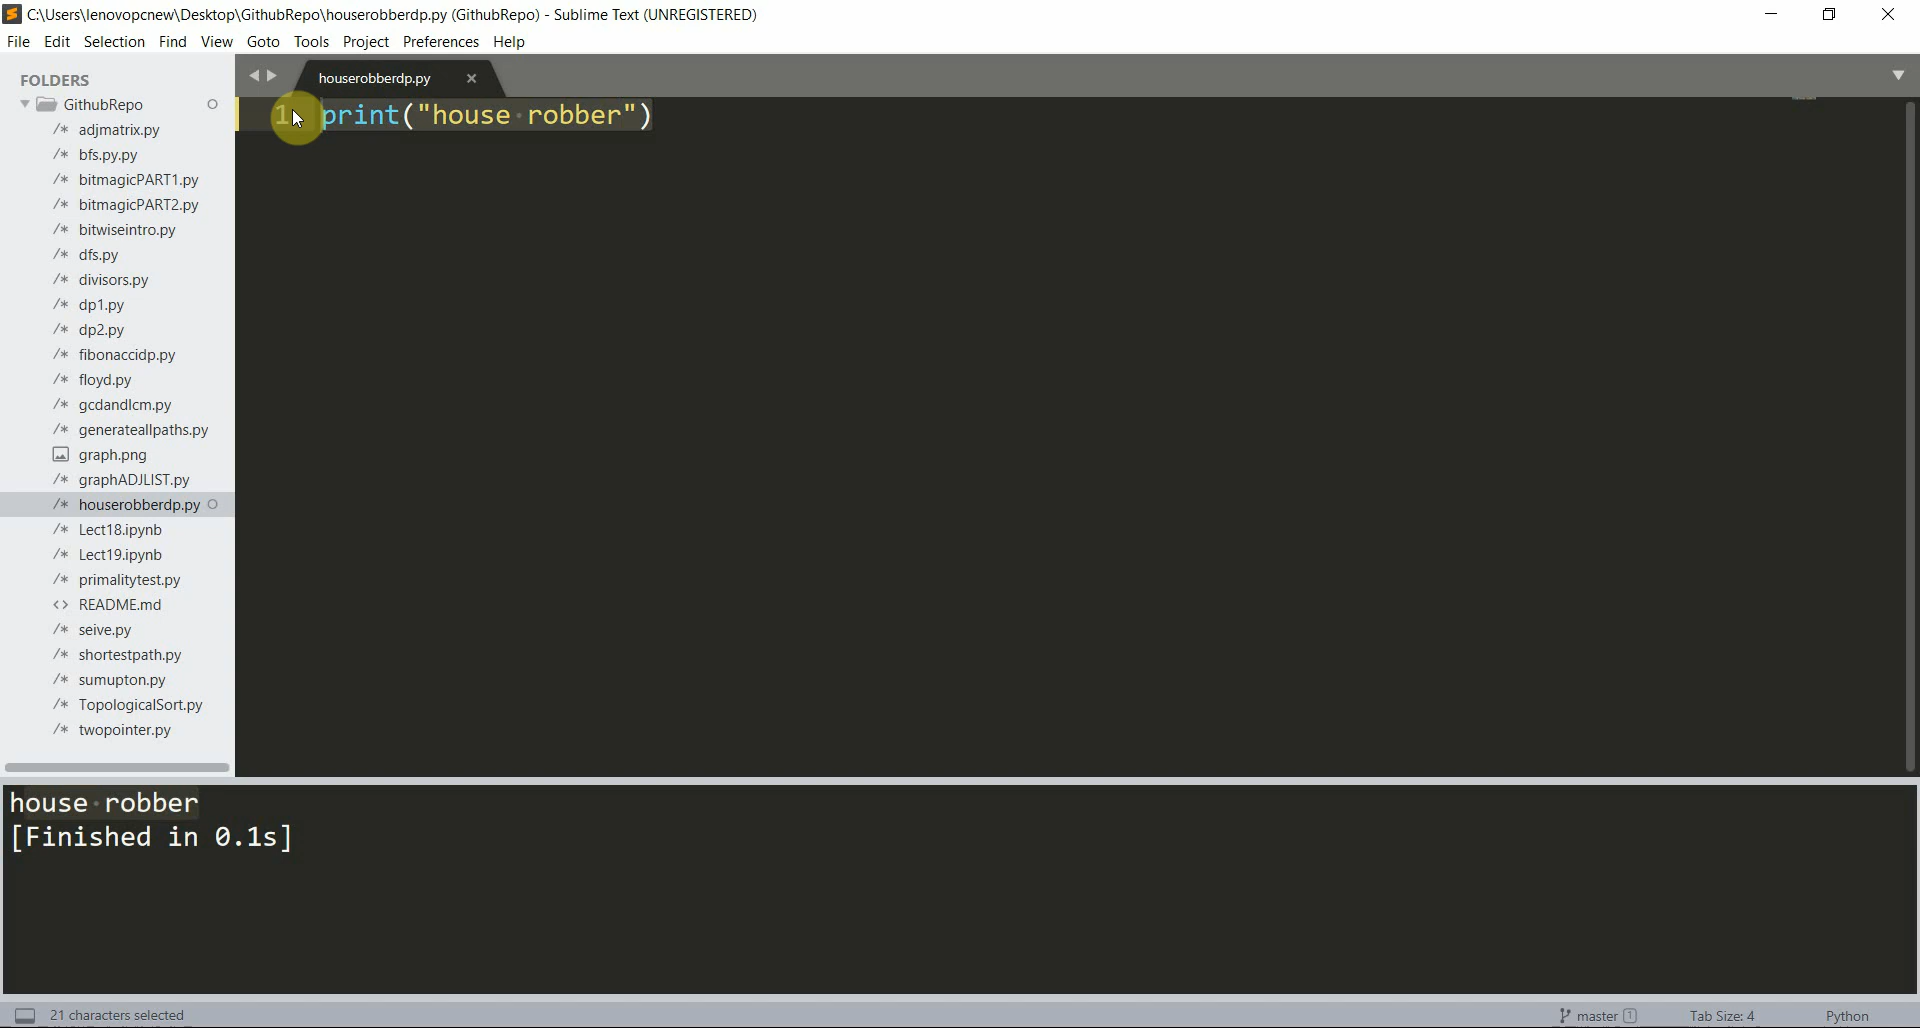 C:\Users\lenovopcnew\Desktop\GithubRepo\houserobberdp.py (GithubRepo) - Sublime Text (UNREGISTERED)
File Edit Selection Find View Goto Tools Project Preferences Help
FOLDERS
GithubRepo
/* adjmatrix.py
/* bfs.py.py
/* bitmagicPART1.py
/* bitmagicPART2.py
/* bitwiseintro.py
/* dfs.py
/* divisors.py
/* dp1.py
/* dp2.py
/* fibonaccidp.py
/* floyd.py
/* gcdandlcm.py
/* generateallpaths.py
graph.png
/* graphADJLIST.py
/* houserobberdp.py
/* Lect18.ipynb
/* Lect19.ipynb
/* primalitytest.py
<> README.md
/* seive.py
/* shortestpath.py
/* sumupton.py
/* TopologicalSort.py
/* twopointer.py
houserobberdp.py
1 print("house robber")
house robber
[Finished in 0.1s]
21 characters selected
master 1 Tab Size: 4 Python